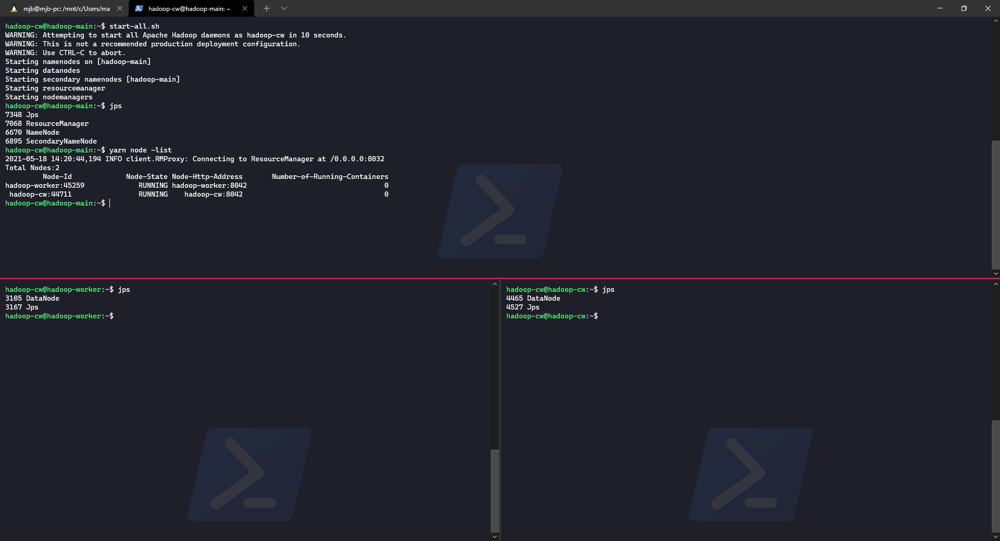 mjb@mjb-pc: /mnt/c/Users/ma
hadoop-cw@hadoop-main: ~
hadoop-cw@hadoop-main:~$ start-all.sh
WARNING: Attempting to start all Apache Hadoop daemons as hadoop-cw in 10 seconds.
WARNING: This is not a recommended production deployment configuration.
WARNING: Use CTRL-C to abort.
Starting namenodes on [hadoop-main]
Starting datanodes
Starting secondary namenodes [hadoop-main]
Starting resourcemanager
Starting nodemanagers
hadoop-cw@hadoop-main:~$ jps
7348 Jps
7068 ResourceManager
6670 NameNode
6895 SecondaryNameNode
hadoop-cw@hadoop-main:~$ yarn node -list
2021-05-18 14:20:44,194 INFO client.RMProxy: Connecting to ResourceManager at /0.0.0.0:8032
Total Nodes:2
Node-Id Node-State Node-Http-Address Number-of-Running-Containers
hadoop-worker:45259 RUNNING hadoop-worker:8042 0
hadoop-cw:44711 RUNNING hadoop-cw:8042 0
hadoop-cw@hadoop-main:~$
hadoop-cw@hadoop-worker:~$ jps
3105 DataNode
3167 Jps
hadoop-cw@hadoop-worker:~$
hadoop-cw@hadoop-cw:~$ jps
4465 DataNode
4527 Jps
hadoop-cw@hadoop-cw:~$